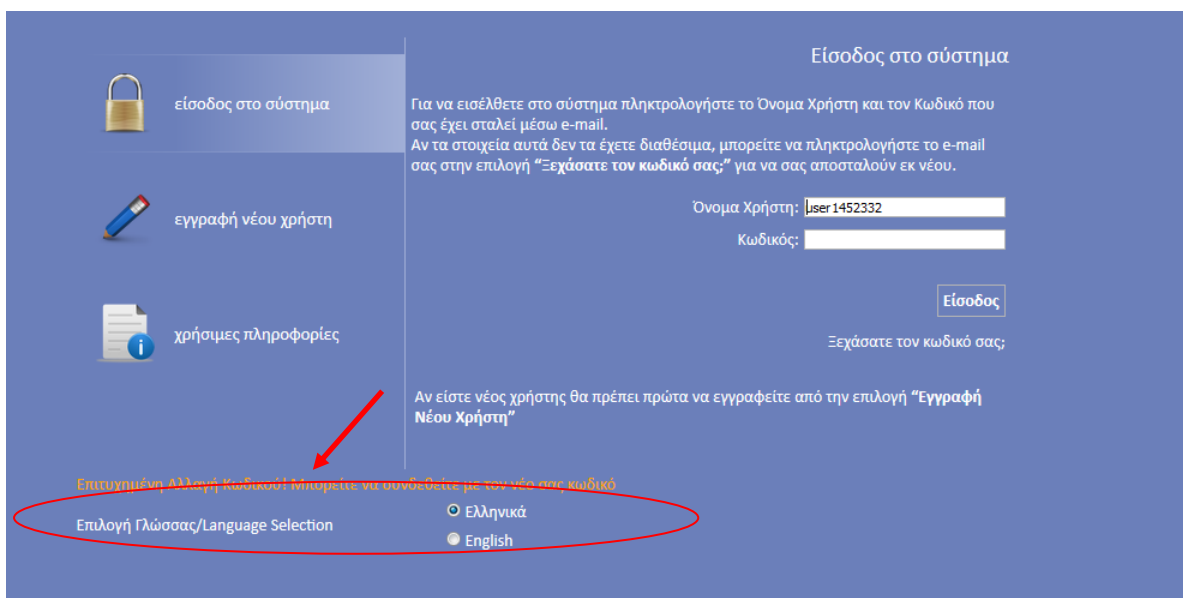 είσοδος στο σύστημα
εγγραφή νέου χρήστη
χρήσιμες πληροφορίες
Είσοδος στο σύστημα
Για να εισέλθετε στο σύστημα πληκτρολογήστε το Όνομα Χρήστη και τον Κωδικό που
σας έχει σταλεί μέσω e-mail.
Αν τα στοιχεία αυτά δεν τα έχετε διαθέσιμα, μπορείτε να πληκτρολογήστε το e-mail
σας στην επιλογή “Ξεχάσατε τον κωδικό σας;” για να σας αποσταλούν εκ νέου.
Όνομα Χρήστη: user1452332
Κωδικός:
Είσοδος
Ξεχάσατε τον κωδικό σας;
Αν είστε νέος χρήστης θα πρέπει πρώτα να εγγραφείτε από την επιλογή “Εγγραφή
Νέου Χρήστη”
Επιτυχημένη Αλλαγή Κωδικού! Μπορείτε να συνδεθείτε με τον νέο σας κωδικό
Επιλογή Γλώσσας/Language Selection
Ελληνικά
English